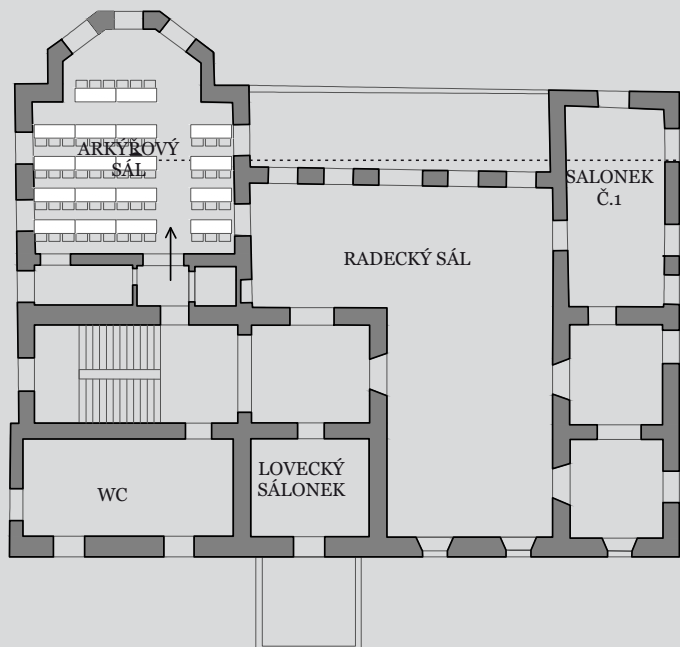 ARKÝŘOVÝ
SÁL
SALONEK
Č.1
RADECKÝ SÁL
LOVECKÝ
SÁLONEK
WC